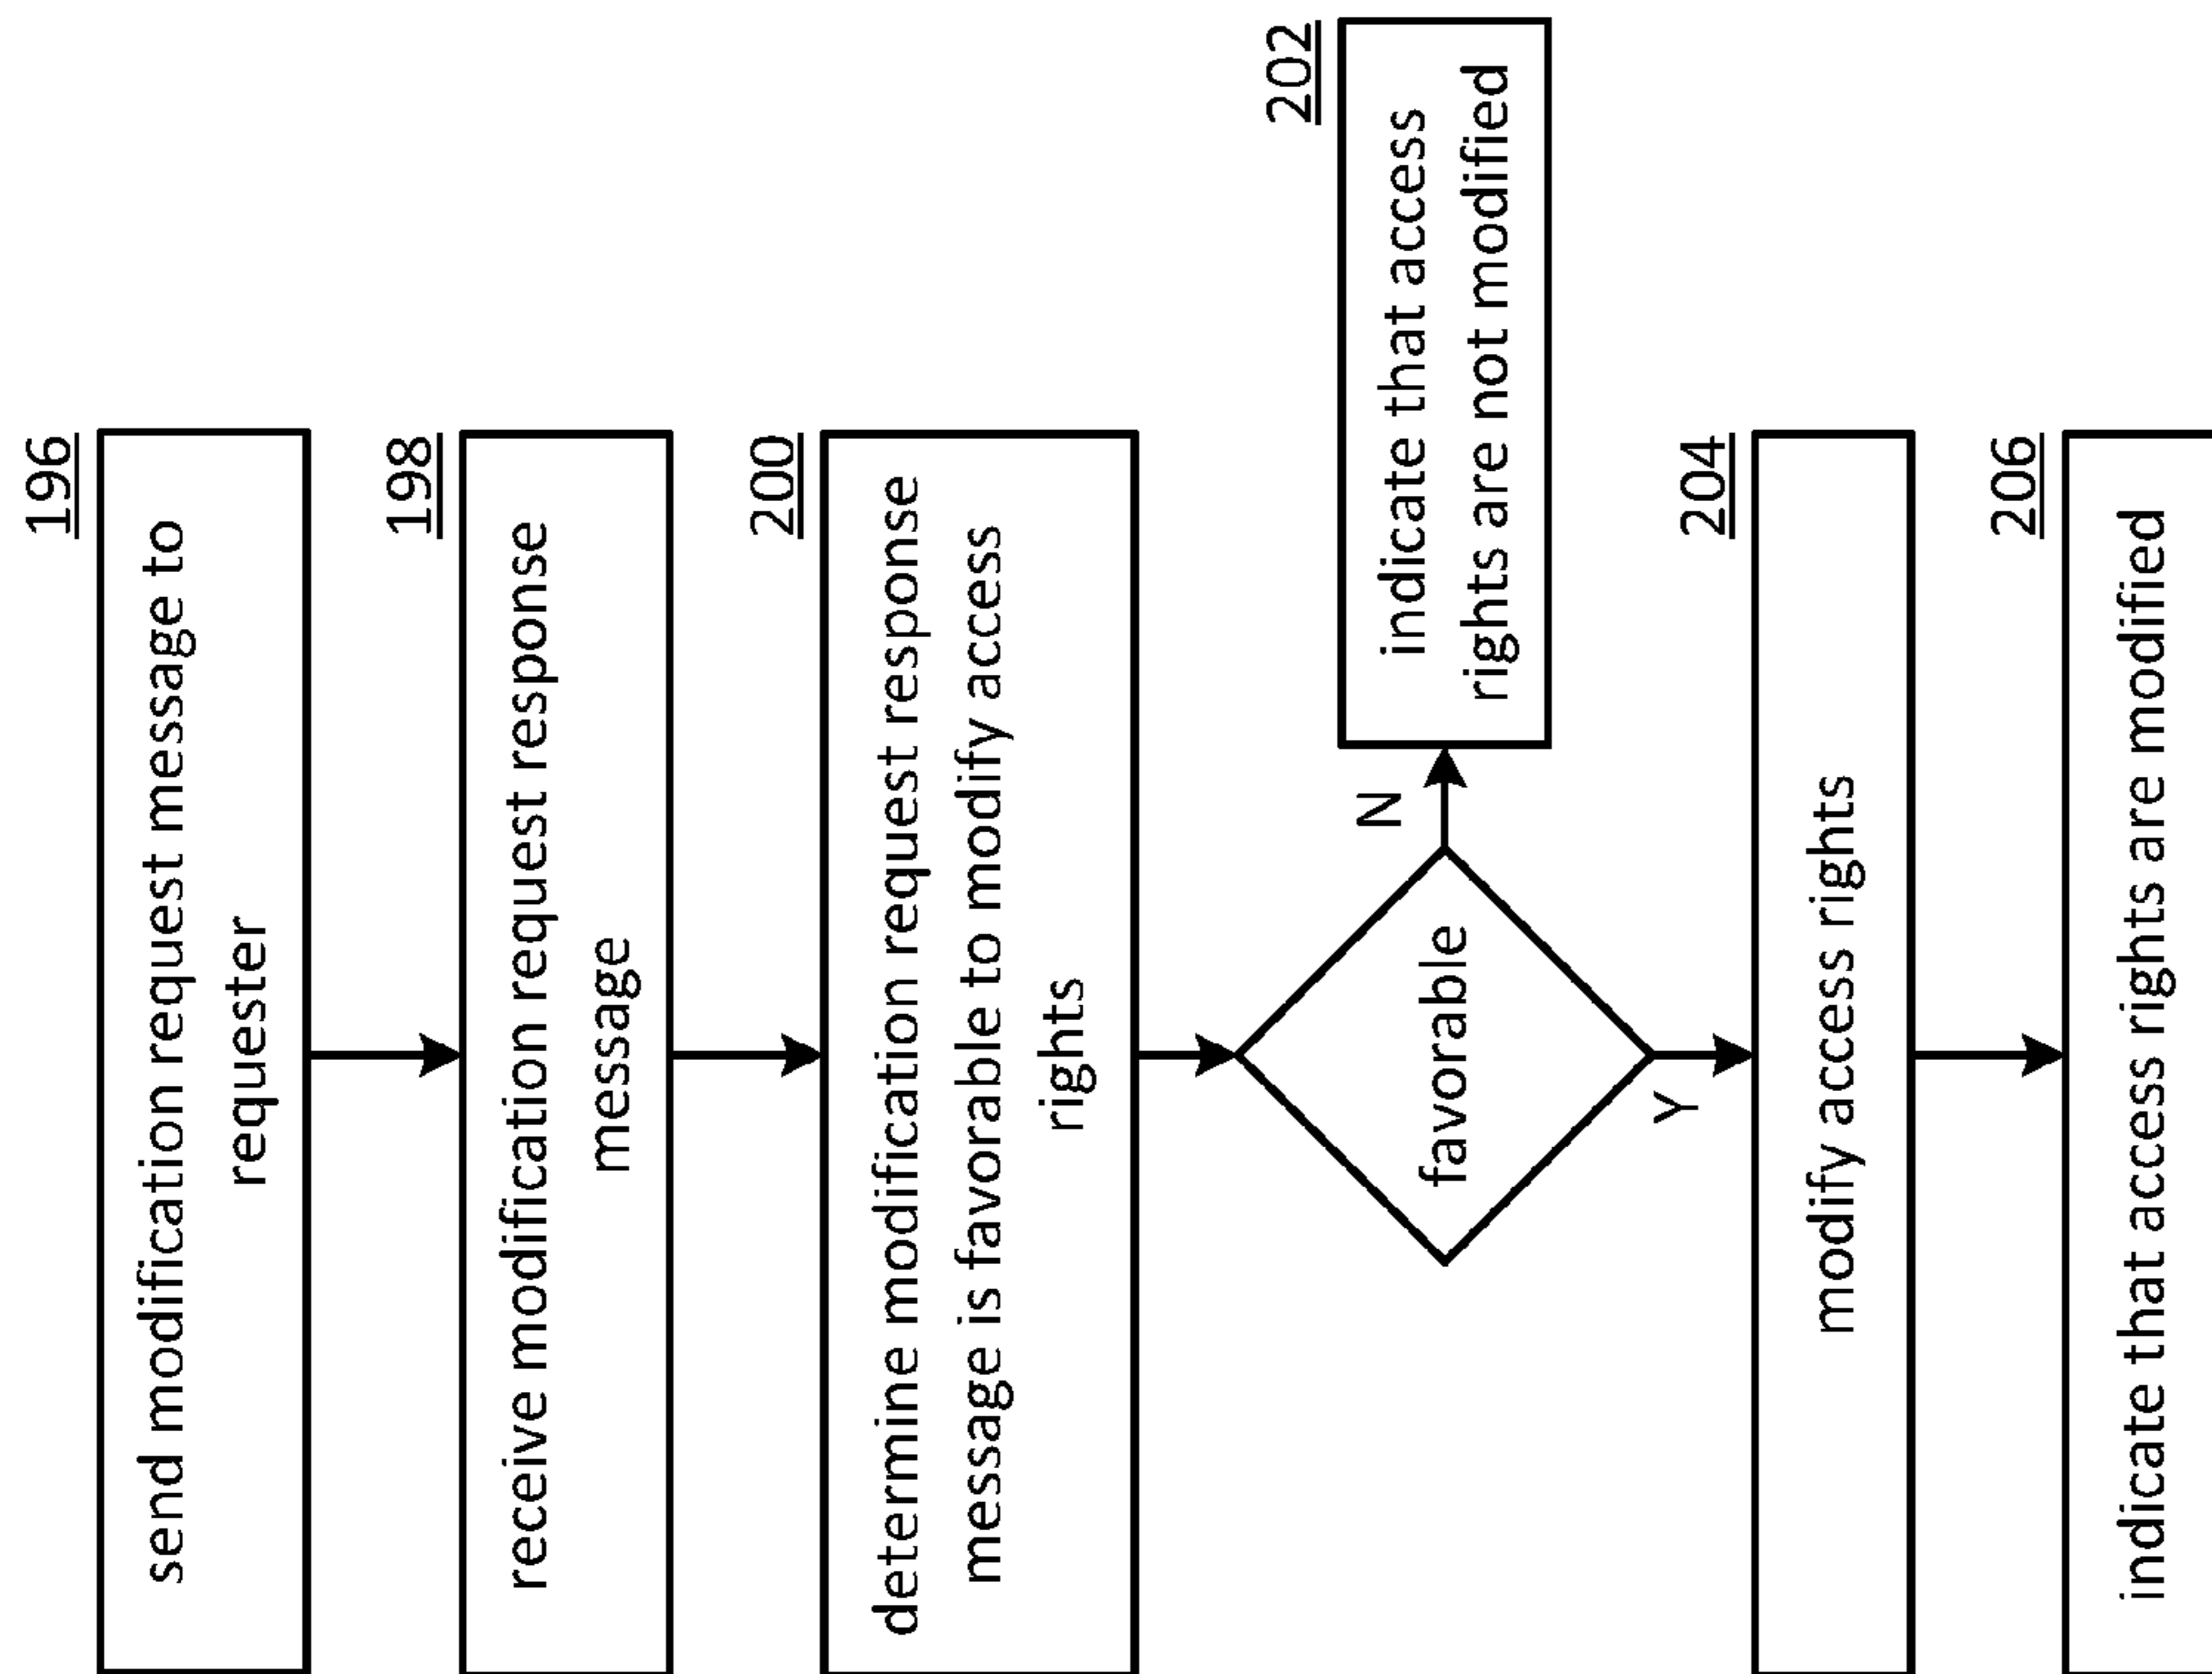 196
send modification request message to
requester
198
receive modification request response
message
200
determine modification request response
message is favorable to modify access
rights
favorable
N
202
indicate that access
rights are not modified
Y
204
modify access rights
206
indicate that access rights are modified